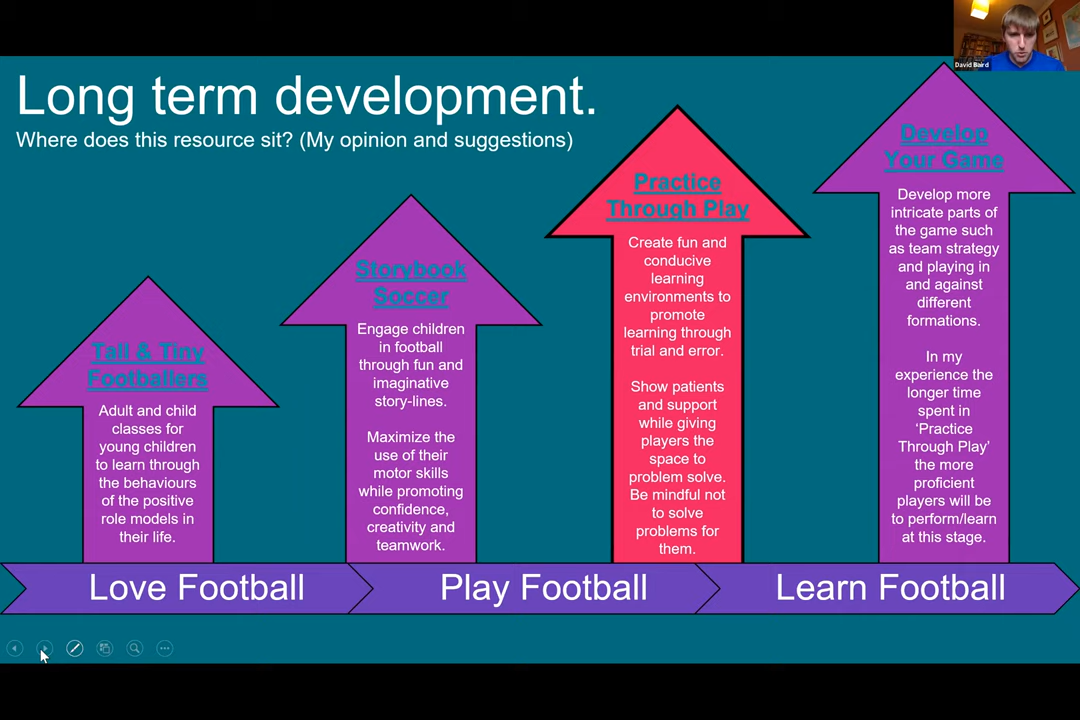 David Baird
Long term development.
Where does this resource sit? (My opinion and suggestions)
Tall & Tiny
Footballers
Adult and child
classes for
young children
to learn through
the behaviours
of the positive
role models in
their life.
Storybook
Soccer
Engage children
in football
through fun and
imaginative
story-lines.
Maximize the
use of their
motor skills
while promoting
confidence,
creativity and
teamwork.
Practice
Through Play
Create fun and
conducive
learning
environments to
promote
learning through
trial and error.
Show patients
and support
while giving
players the
space to
problem solve.
Be mindful not
to solve
problems for
them.
Develop
Your Game
Develop more
intricate parts of
the game such
as team strategy
and playing in
and against
different
formations.
In my
experience the
longer time
spent in
‘Practice
Through Play’
the more
proficient
players will be
to perform/learn
at this stage.
Love Football
Play Football
Learn Football